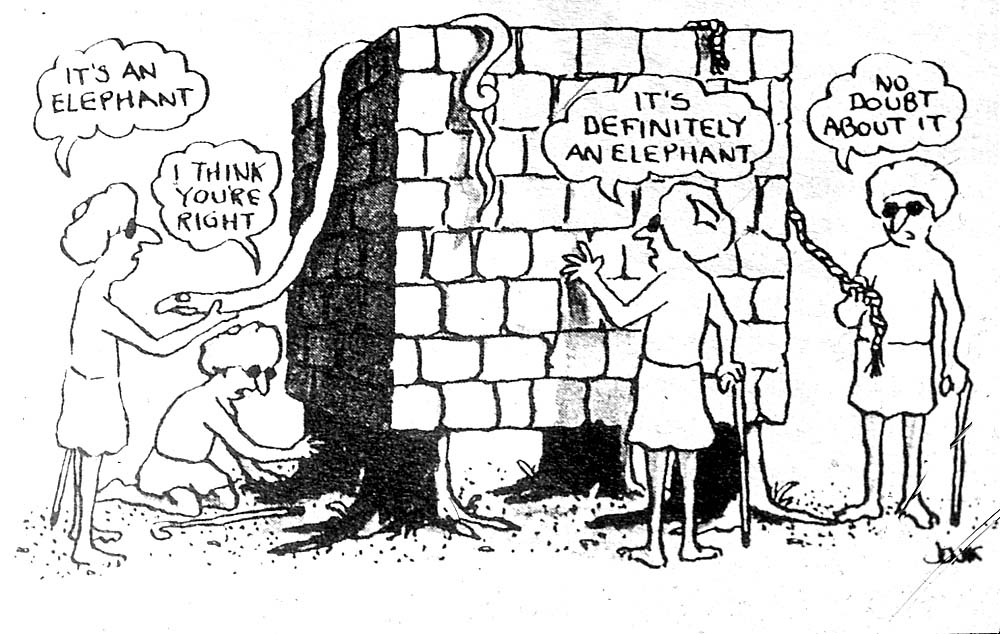 IT'S AN
ELEPHANT
I THINK
YOU'RE
RIGHT
IT'S
DEFINITELY
AN ELEPHANT
NO
DOUBT
ABOUT IT